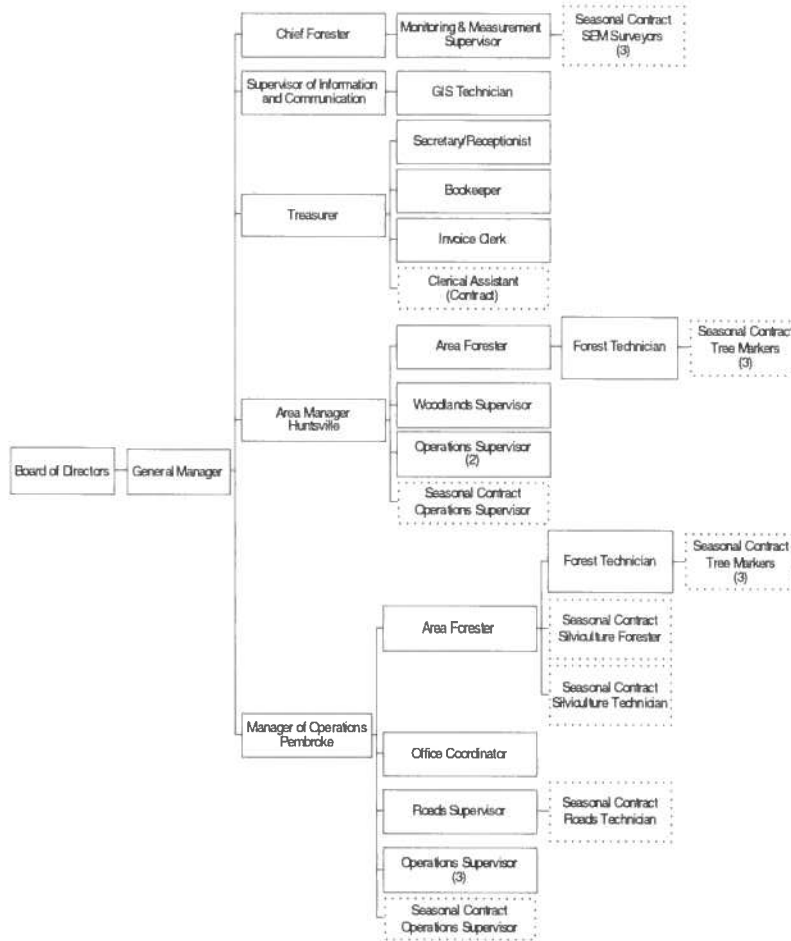 Chief Forester
Monitoring & Measurement
Supervisor
Seasonal Contract
SEM Surveyors
(3)
Supervisor of Information
and Communication
GIS Technician
Secretary/Receptionist
Bookeeper
Treasurer
Invoice Clerk
Clerical Assistant
(Contract)
Area Forester
Forest Technician
Seasonal Contract
Tree Markers
(3)
Woodlands Supervisor
Area Manager
Huntsville
Operations Supervisor
(2)
Board of Directors
General Manager
Seasonal Contract
Operations Supervisor
Forest Technician
Seasonal Contract
Tree Markers
(3)
Area Forester
Seasonal Contract
Silviculture Forester
Seasonal Contract
Silviculture Technician
Manager of Operations
Pembroke
Office Coordinator
Roads Supervisor
Seasonal Contract
Roads Technician
Operations Supervisor
(3)
Seasonal Contract
Operations Supervisor